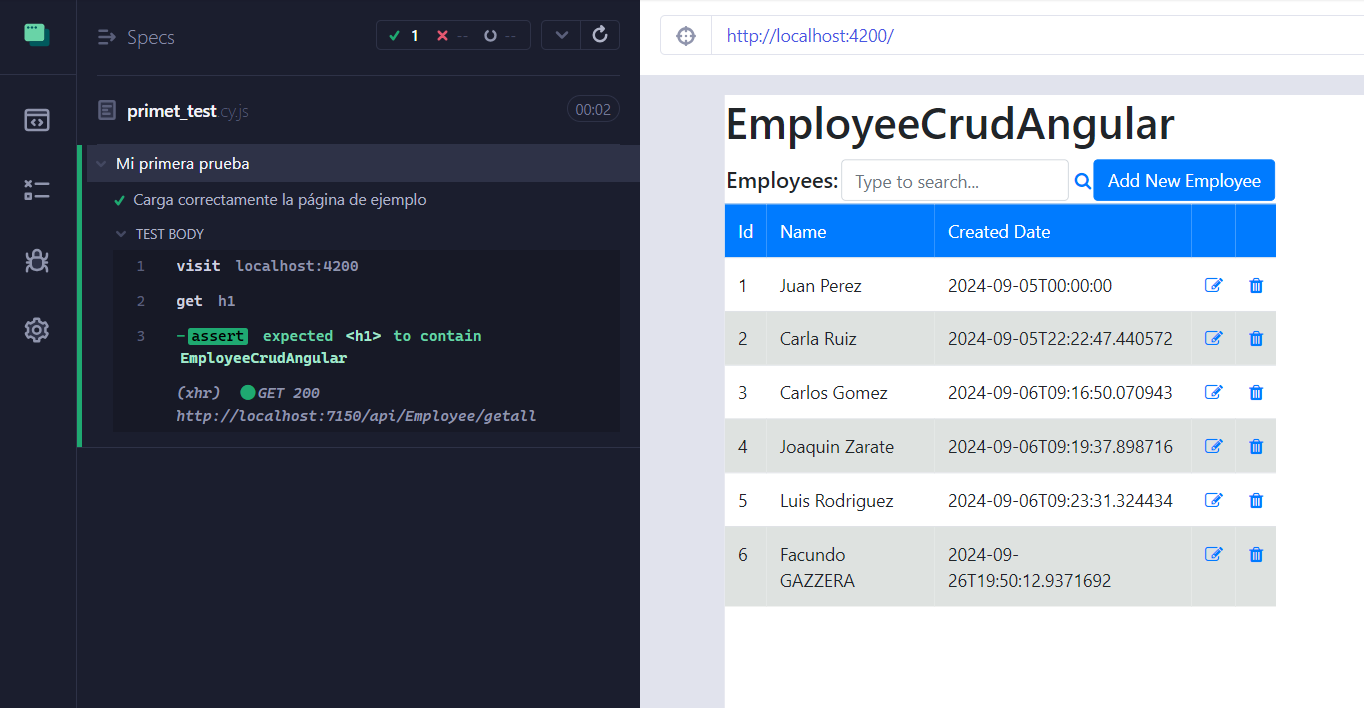 Specs
1 -- --
primet_test.cy.js
00:02
Mi primera prueba
Carga correctamente la página de ejemplo
TEST BODY
1 visit localhost:4200
2 get h1
3 -assert expected <h1> to contain
EmployeeCrudAngular
(xhr) GET 200
http://localhost:7150/api/Employee/getall
http://localhost:4200/
EmployeeCrudAngular
Employees: Type to search... Add New Employee
Id Name Created Date
1 Juan Perez 2024-09-05T00:00:00
2 Carla Ruiz 2024-09-05T22:22:47.440572
3 Carlos Gomez 2024-09-06T09:16:50.070943
4 Joaquin Zarate 2024-09-06T09:19:37.898716
5 Luis Rodriguez 2024-09-06T09:23:31.324434
6 Facundo 2024-09-
GAZZERA 26T19:50:12.9371692